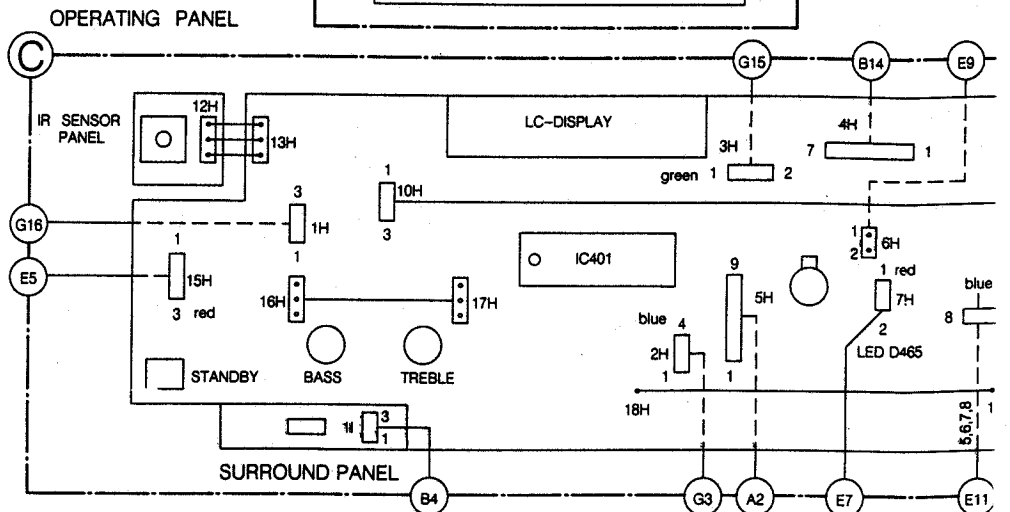 OPERATING PANEL
C
G15
B14
E9
IR SENSOR
PANEL
12H
13H
LC-DISPLAY
3H
green 1 2
4H
7 1
G16
3
1H
1
1
10H
3
E5
1
15H
3 red
16H
17H
IC401
1
2
6H
1 red
7H
2
LED D465
blue
8
9
5H
1
blue
4
2H
1
STANDBY
BASS
TREBLE
18H
5,6,7,8
1
3
1
SURROUND PANEL
B4
G3
A2
E7
E11